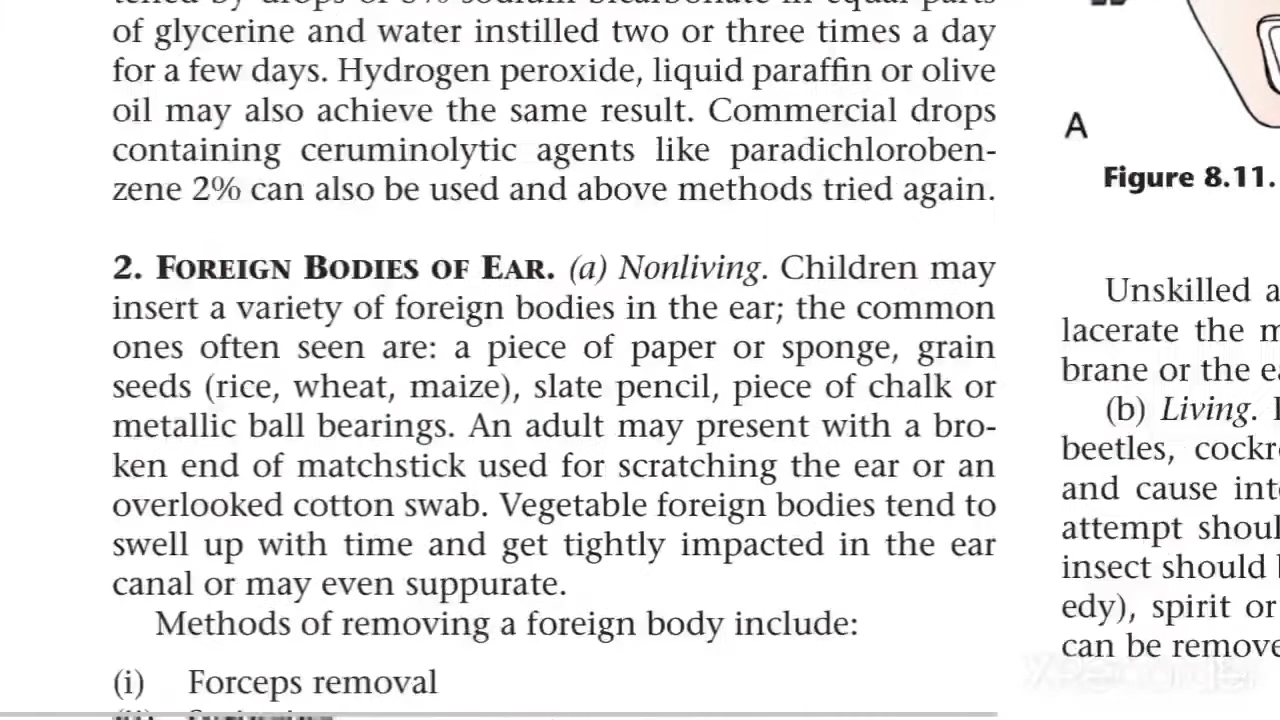 of glycerine and water instilled two or three times a day
for a few days. Hydrogen peroxide, liquid paraffin or olive
oil may also achieve the same result. Commercial drops
containing ceruminolytic agents like paradichloroben-
zene 2% can also be used and above methods tried again.
2. FOREIGN BODIES OF EAR. (a) Nonliving. Children may
insert a variety of foreign bodies in the ear; the common
ones often seen are: a piece of paper or sponge, grain
seeds (rice, wheat, maize), slate pencil, piece of chalk or
metallic ball bearings. An adult may present with a bro-
ken end of matchstick used for scratching the ear or an
overlooked cotton swab. Vegetable foreign bodies tend to
swell up with time and get tightly impacted in the ear
canal or may even suppurate.
Methods of removing a foreign body include:
(i) Forceps removal
A
Figure 8.11.
Unskilled a
lacerate the m
brane or the ea
(b) Living. I
beetles, cockr
and cause int
attempt shoul
insect should
edy), spirit or
can be remove
XRecorder